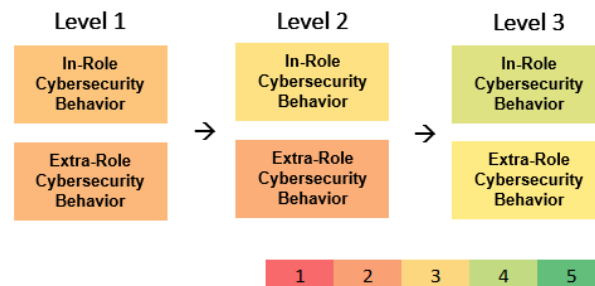 Level 1
Level 2
Level 3
In-Role
Cybersecurity
Behavior
In-Role
Cybersecurity
Behavior
In-Role
Cybersecurity
Behavior
→
→
Extra-Role
Cybersecurity
Behavior
Extra-Role
Cybersecurity
Behavior
Extra-Role
Cybersecurity
Behavior
1 2 3 4 5